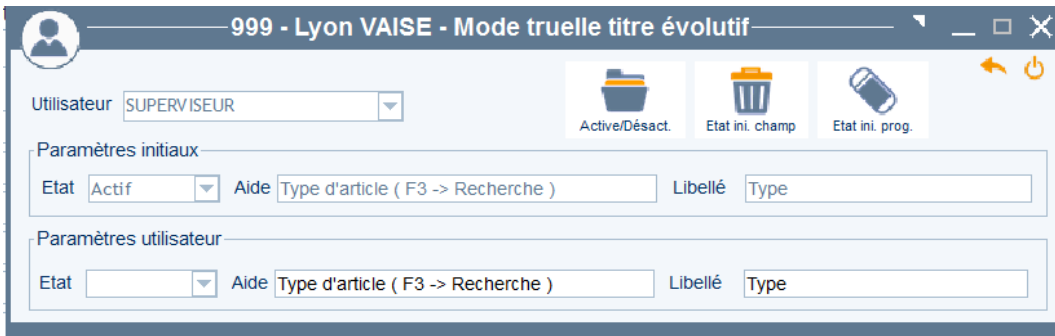 999 - Lyon VAISE - Mode truelle titre évolutif
Utilisateur SUPERVISEUR
Active/Désact. Etat ini. champ Etat ini. prog.
Paramètres initiaux
Etat Actif Aide Type d'article ( F3 -> Recherche ) Libellé Type
Paramètres utilisateur
Etat Aide Type d'article ( F3 -> Recherche ) Libellé Type